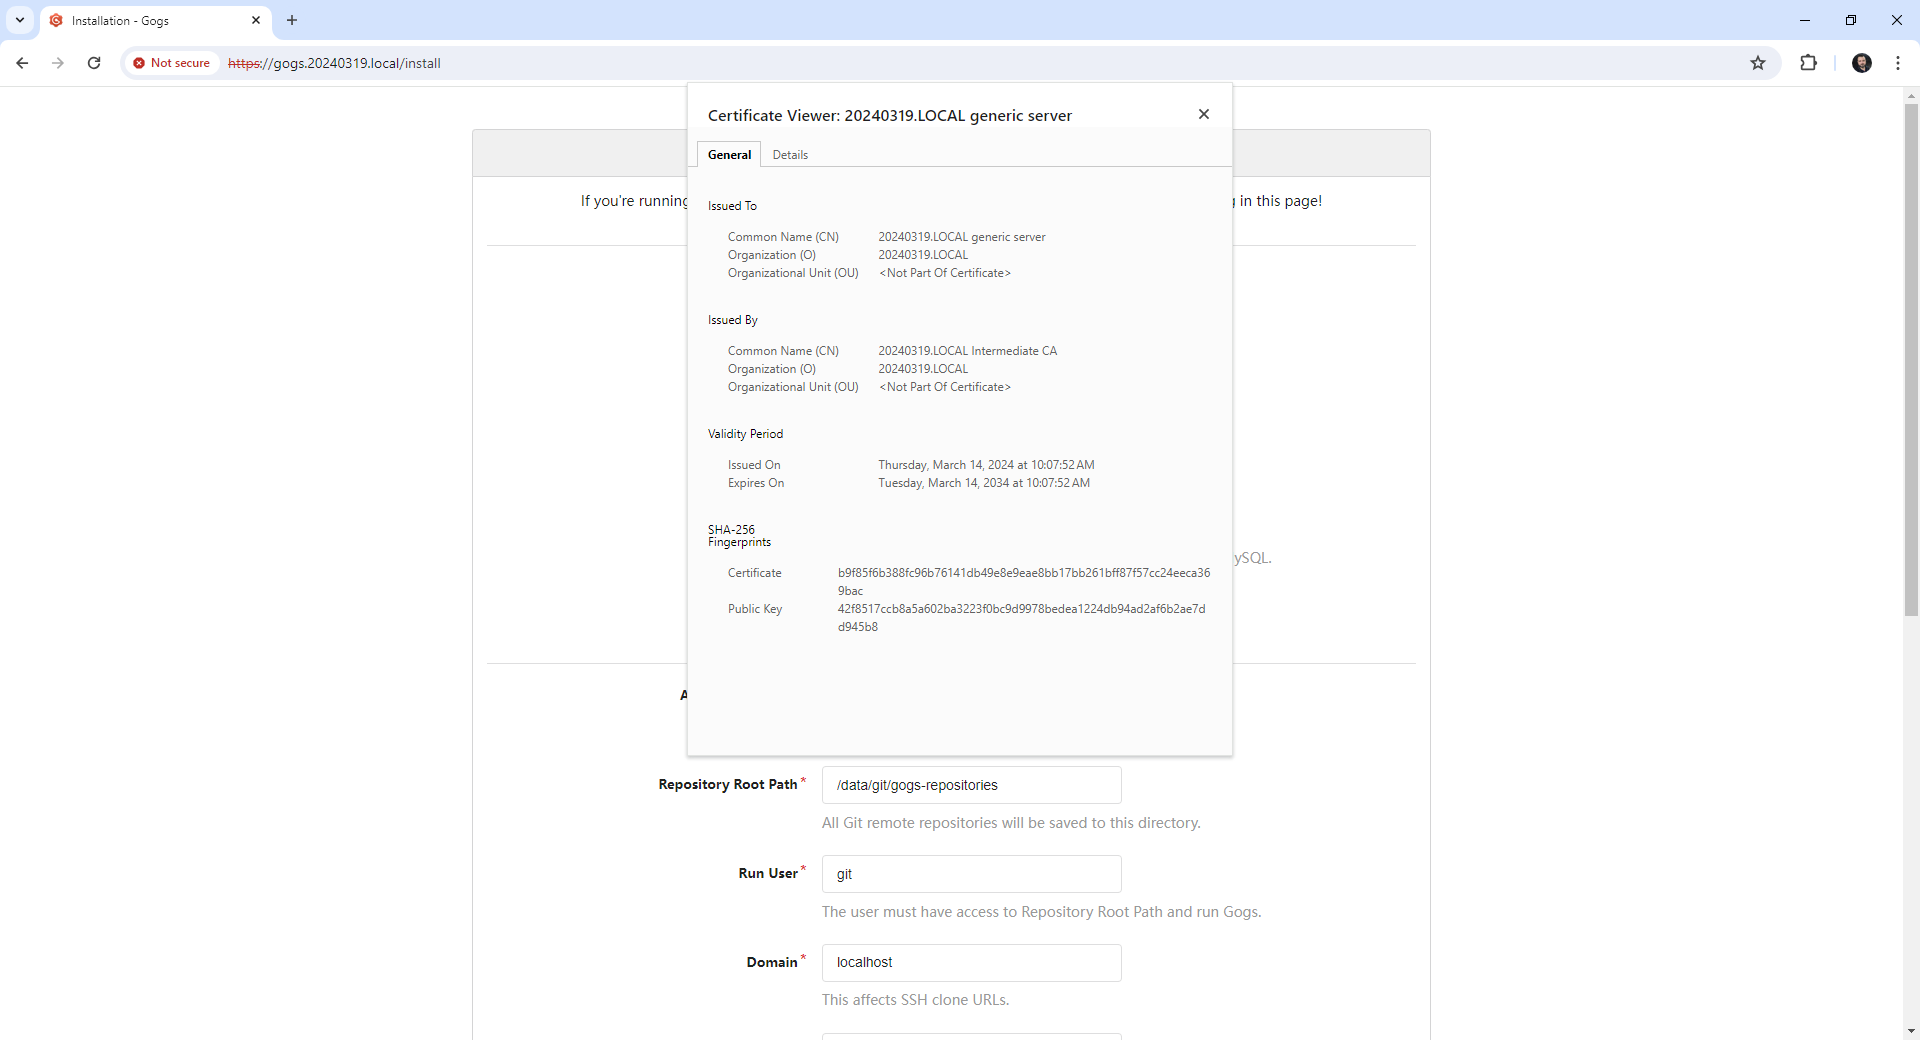 Installation - Gogs
Not secure
https://gogs.20240319.local/install
Certificate Viewer: 20240319.LOCAL generic server
General
Details
If you're running
in this page!
Issued To
Common Name (CN) 20240319.LOCAL generic server
Organization (O) 20240319.LOCAL
Organizational Unit (OU) <Not Part Of Certificate>
Issued By
Common Name (CN) 20240319.LOCAL Intermediate CA
Organization (O) 20240319.LOCAL
Organizational Unit (OU) <Not Part Of Certificate>
Validity Period
Issued On Thursday, March 14, 2024 at 10:07:52 AM
Expires On Tuesday, March 14, 2034 at 10:07:52 AM
SHA-256
Fingerprints
ySQL.
Certificate b9f85f6b388fc96b76141db49e8e9eae8bb17bb261bff87f57cc24eeca36
9bac
Public Key 42f8517ccb8a5a602ba3223f0bc9d9978bedea1224db94ad2af6b2ae7d
d945b8
A
Repository Root Path* /data/git/gogs-repositories
All Git remote repositories will be saved to this directory.
Run User* git
The user must have access to Repository Root Path and run Gogs.
Domain* localhost
This affects SSH clone URLs.